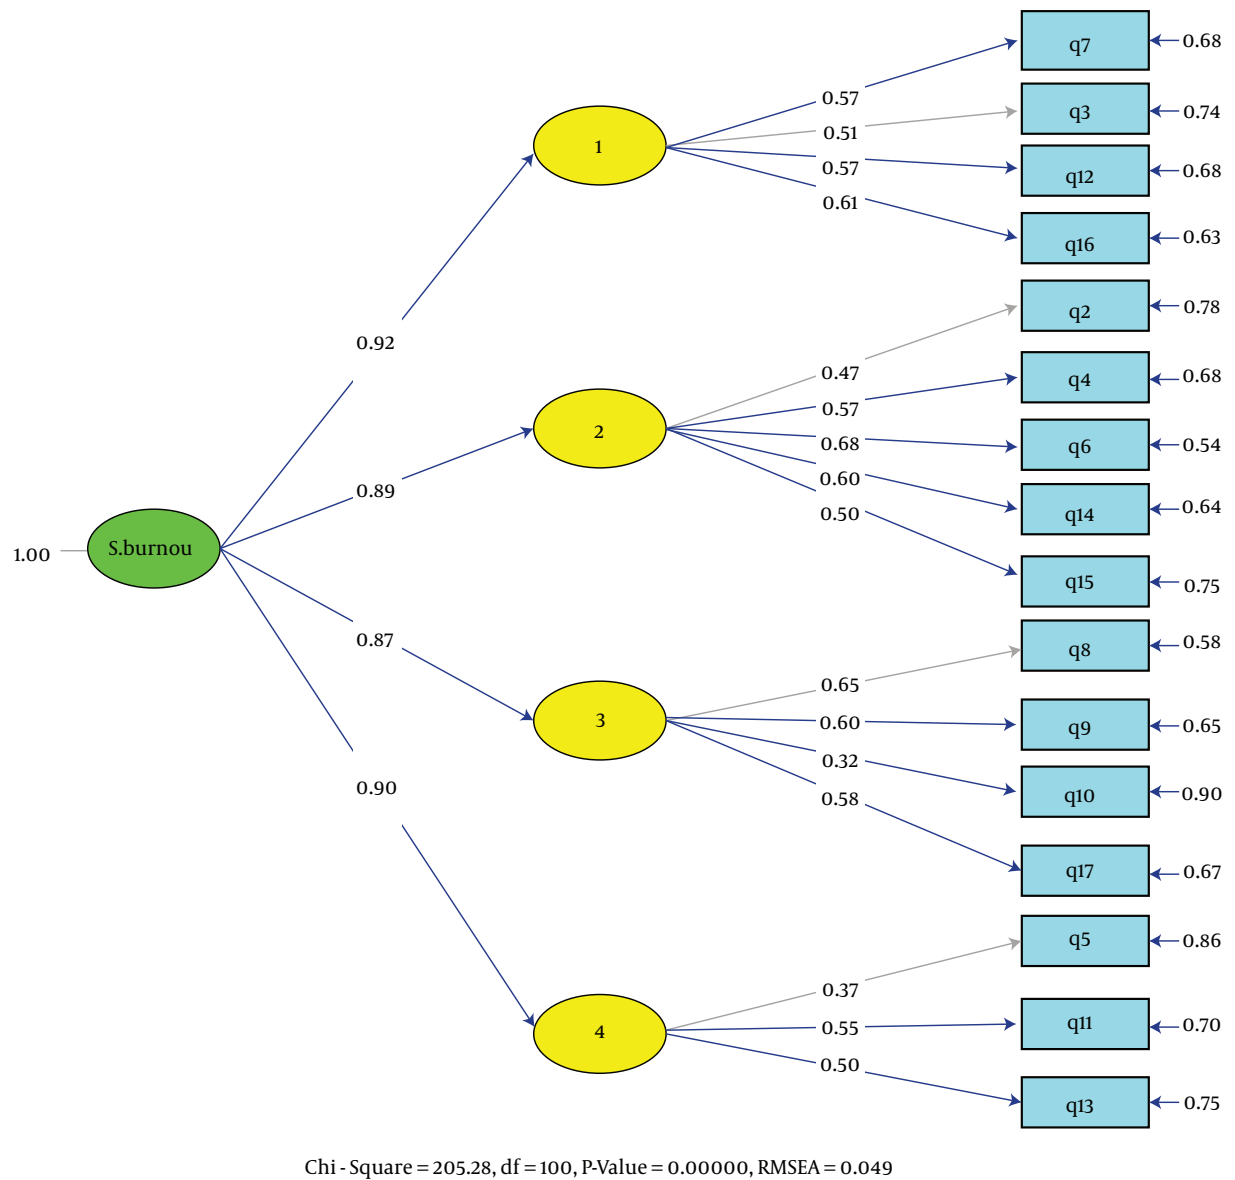 q7
0.68
0.57
q3
0.74
0.51
1
q12
0.68
0.57
0.61
q16
0.63
q2
0.78
0.92
0.47
q4
0.68
0.57
2
q6
0.54
0.68
0.60
q14
0.64
0.89
0.50
1.00
S.burnou
q15
0.75
q8
0.58
0.87
0.65
3
0.60
q9
0.65
0.32
0.90
0.58
q10
0.90
q17
0.67
q5
0.86
0.37
4
0.55
q11
0.70
0.50
q13
0.75
Chi - Square = 205.28, df = 100, P-Value = 0.00000, RMSEA = 0.049